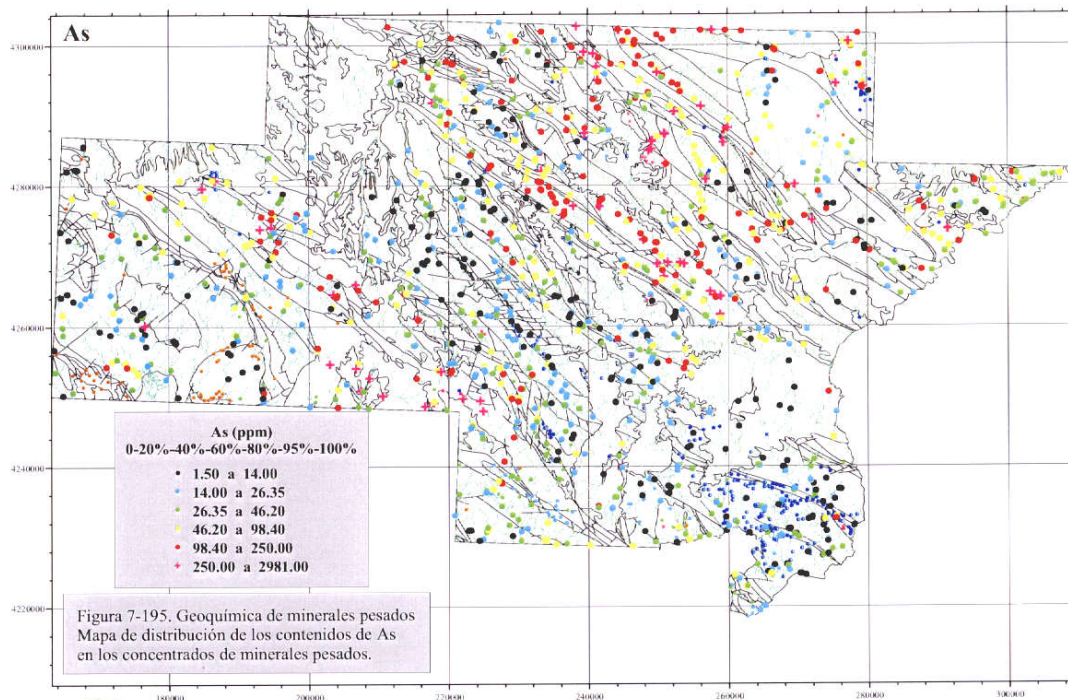 As
4300000
4280000
4260000
4240000
4220000
As (ppm)
0-20%-40%-60%-80%-95%-100%
1.50 a 14.00
14.00 a 26.35
26.35 a 46.20
46.20 a 98.40
98.40 a 250.00
250.00 a 2981.00
Figura 7-195. Geoquímica de minerales pesados
Mapa de distribución de los contenidos de As
en los concentrados de minerales pesados.
180000 200000 220000 240000 260000 280000 300000